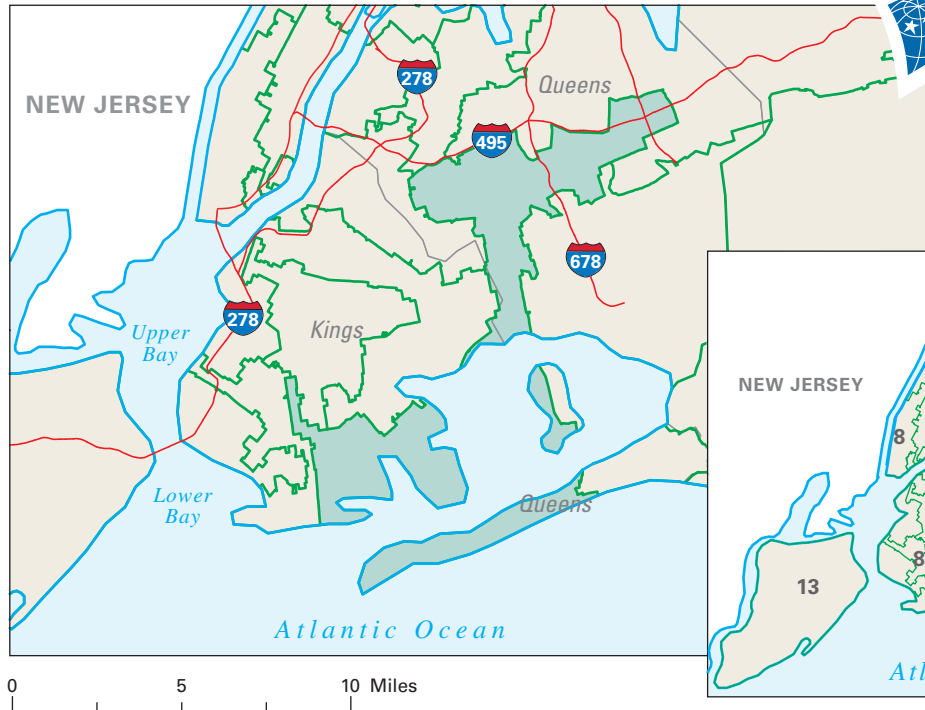 NEW JERSEY
278
Queens
495
678
278
Kings
Upper
Bay
Lower
Bay
Queens
Atlantic Ocean
0 5 10 Miles
NEW JERSEY
8
8
13